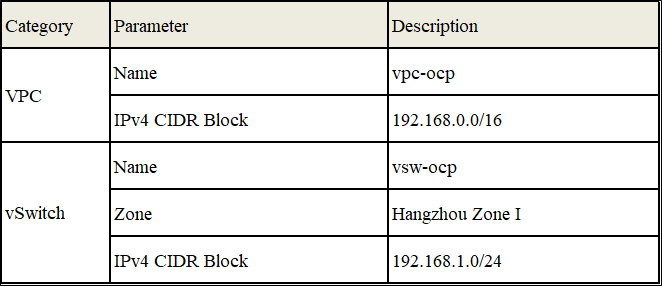 Category Parameter Description
VPC
Name vpc-ocp
IPv4 CIDR Block 192.168.0.0/16
vSwitch
Name vsw-ocp
Zone Hangzhou Zone I
IPv4 CIDR Block 192.168.1.0/24